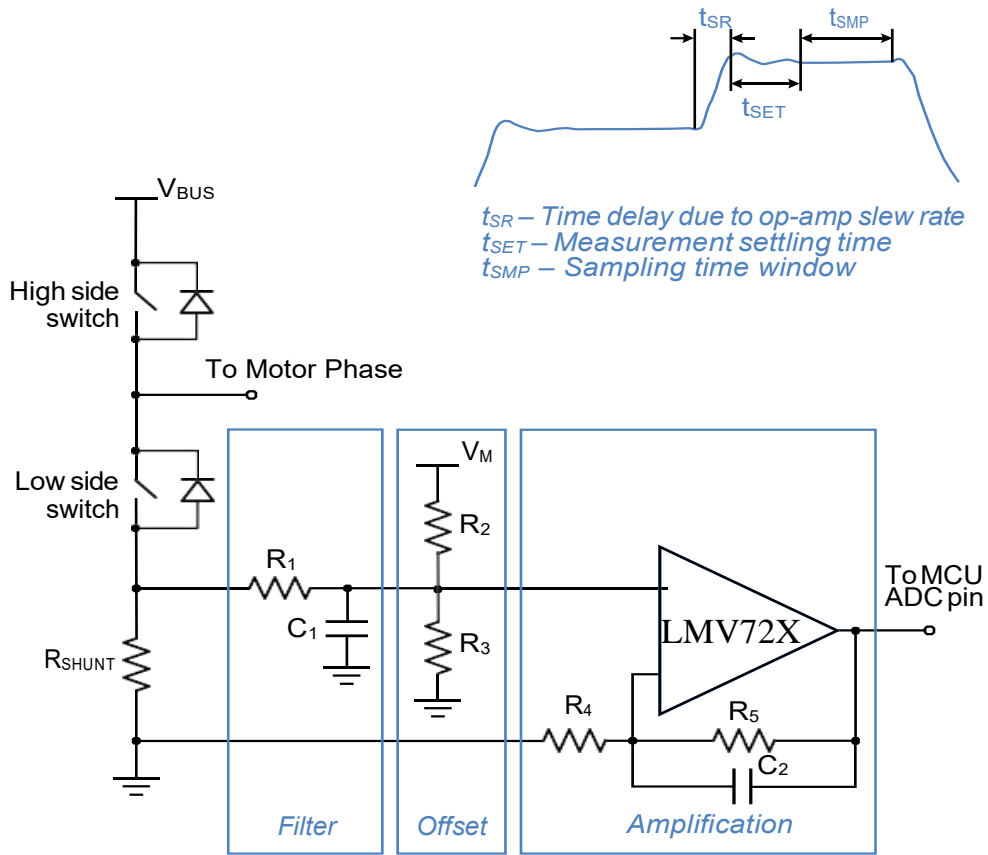 tSR
tSMP
tSET
tSR – Time delay due to op-amp slew rate
tSET – Measurement settling time
tSMP – Sampling time window
VBUS
High side
switch
To Motor Phase
Low side
switch
VM
R2
R1
C1
R3
RSHUNT
LMV72X
To MCU
ADC pin
R4
R5
C2
Filter
Offset
Amplification